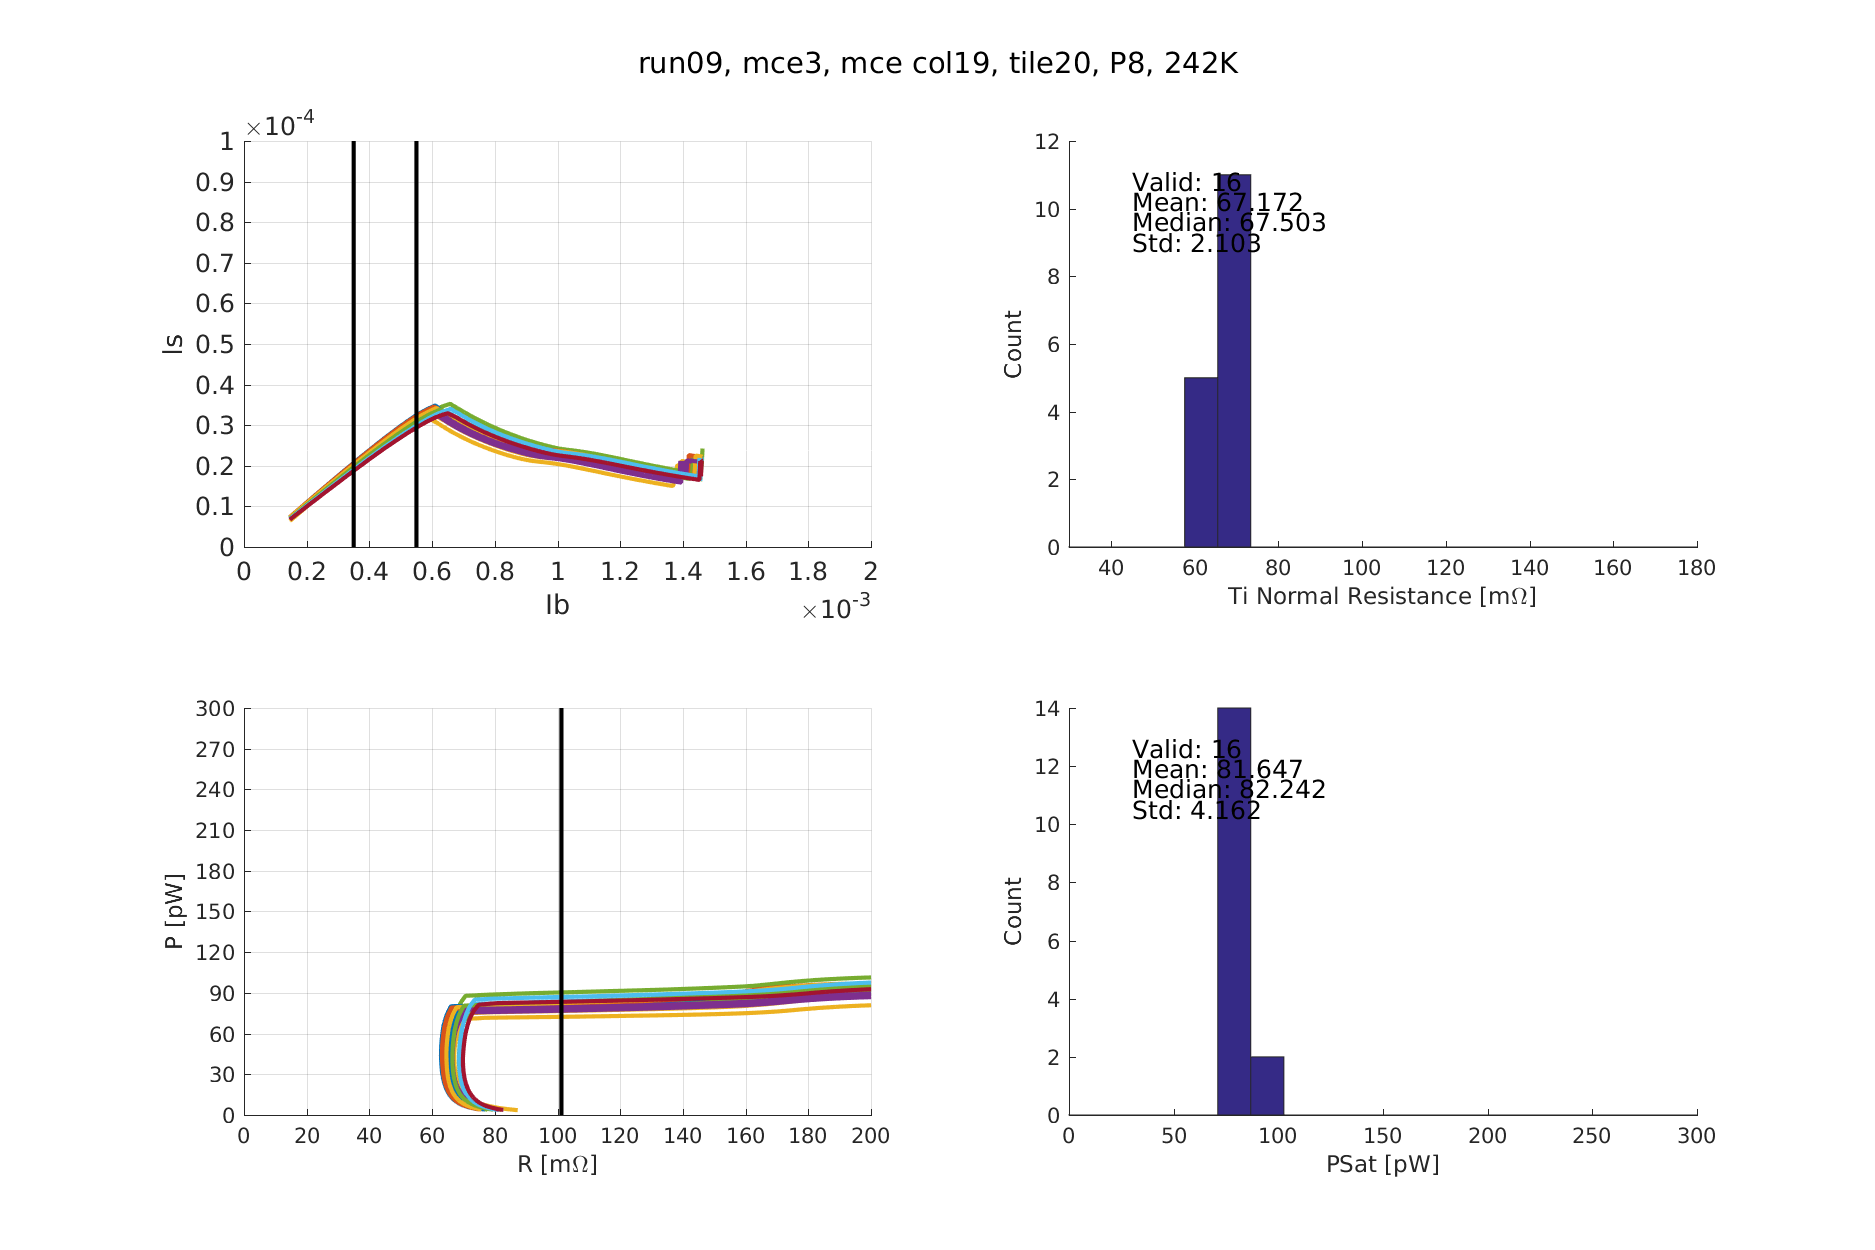 run09, mce3, mce col19, tile20, P8, 242K
×10-4
1
0.9
0.8
0.7
0.6
0.5
0.4
0.3
0.2
0.1
0
Is
0 0.2 0.4 0.6 0.8 1 1.2 1.4 1.6 1.8 2
Ib
×10-3
12
10
8
6
4
2
0
Count
Valid: 16
Mean: 67.172
Median: 67.503
Std: 2.103
40 60 80 100 120 140 160 180
Ti Normal Resistance [mΩ]
300
270
240
210
180
150
120
90
60
30
0
P [pW]
0 20 40 60 80 100 120 140 160 180 200
R [mΩ]
14
12
10
8
6
4
2
0
Count
Valid: 16
Mean: 81.647
Median: 82.242
Std: 4.162
0 50 100 150 200 250 300
PSat [pW]